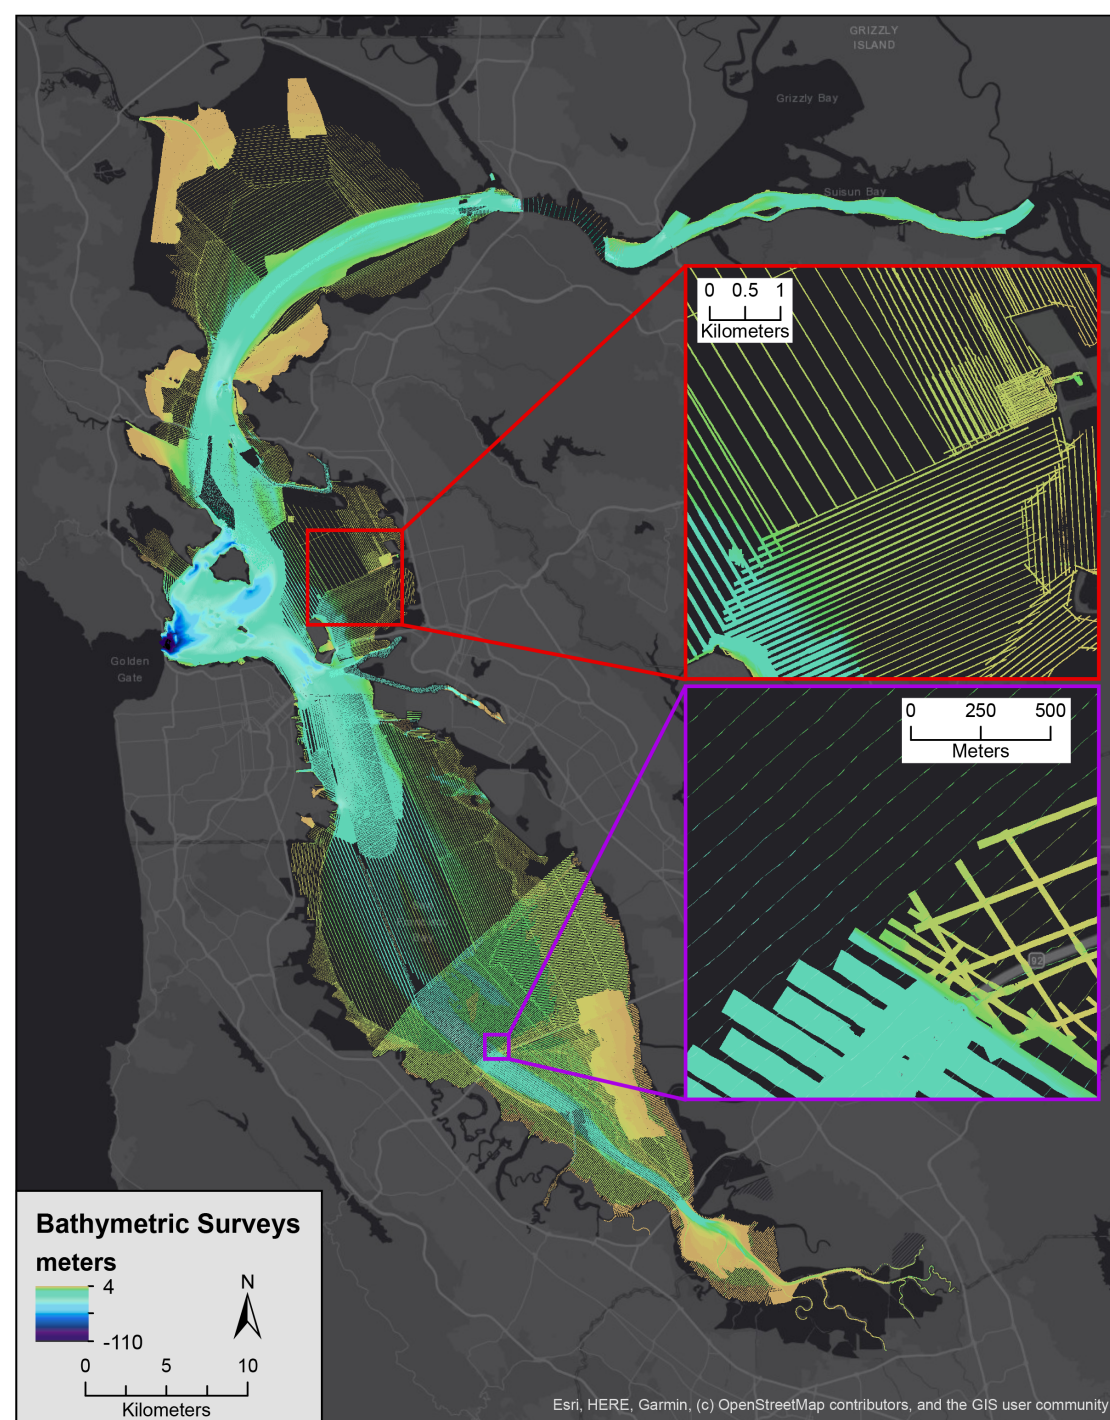 GRIZZLY
ISLAND
Grizzly Bay
Suisun Bay
0 0.5 1
Kilometers
Golden
Gate
0 250 500
Meters
92
Bathymetric Surveys
meters
4
-110
N
0 5 10
Kilometers
Esri, HERE, Garmin, (c) OpenStreetMap contributors, and the GIS user community